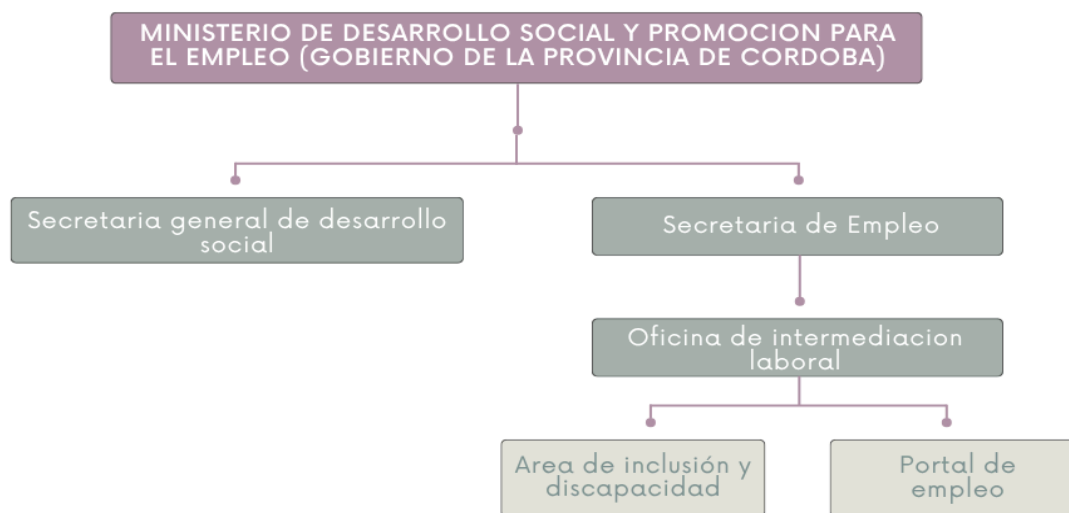 MINISTERIO DE DESARROLLO SOCIAL Y PROMOCION PARA
EL EMPLEO (GOBIERNO DE LA PROVINCIA DE CORDOBA)
Secretaria general de desarrollo
social
Secretaria de Empleo
Oficina de intermediacion
laboral
Area de inclusión y
discapacidad
Portal de
empleo